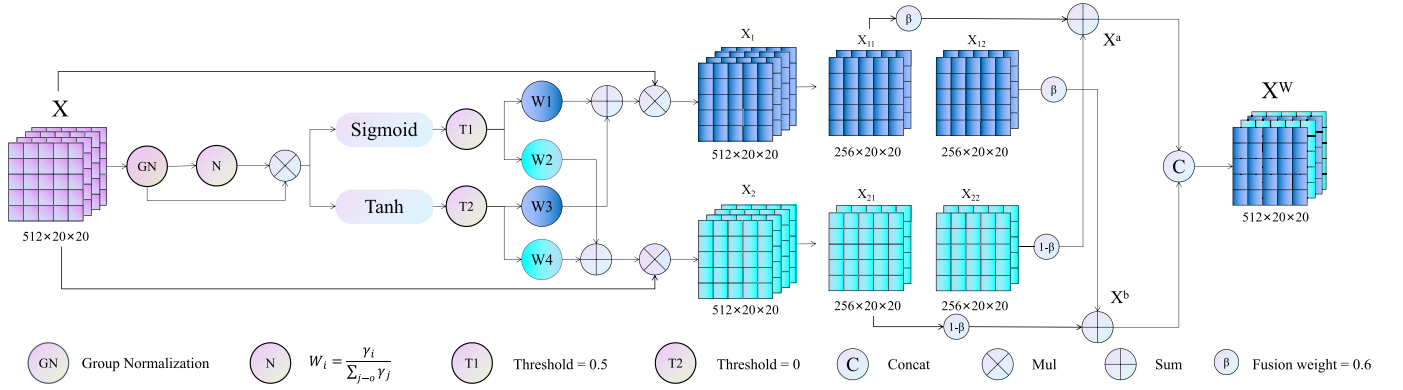 X
512×20×20
GN
N
Sigmoid
Tanh
T1
T2
W1
W2
W3
W4
X₁
512×20×20
X₂
512×20×20
X₁₁
256×20×20
X₁₂
256×20×20
X₂₁
256×20×20
X₂₂
256×20×20
β
β
1-β
1-β
Xᵃ
Xᵇ
C
Xᵂ
512×20×20
GN Group Normalization
N Wᵢ = γᵢ / ∑ⱼ₋ₒ γⱼ
T1 Threshold = 0.5
T2 Threshold = 0
C Concat
Mul
Sum
β Fusion weight = 0.6